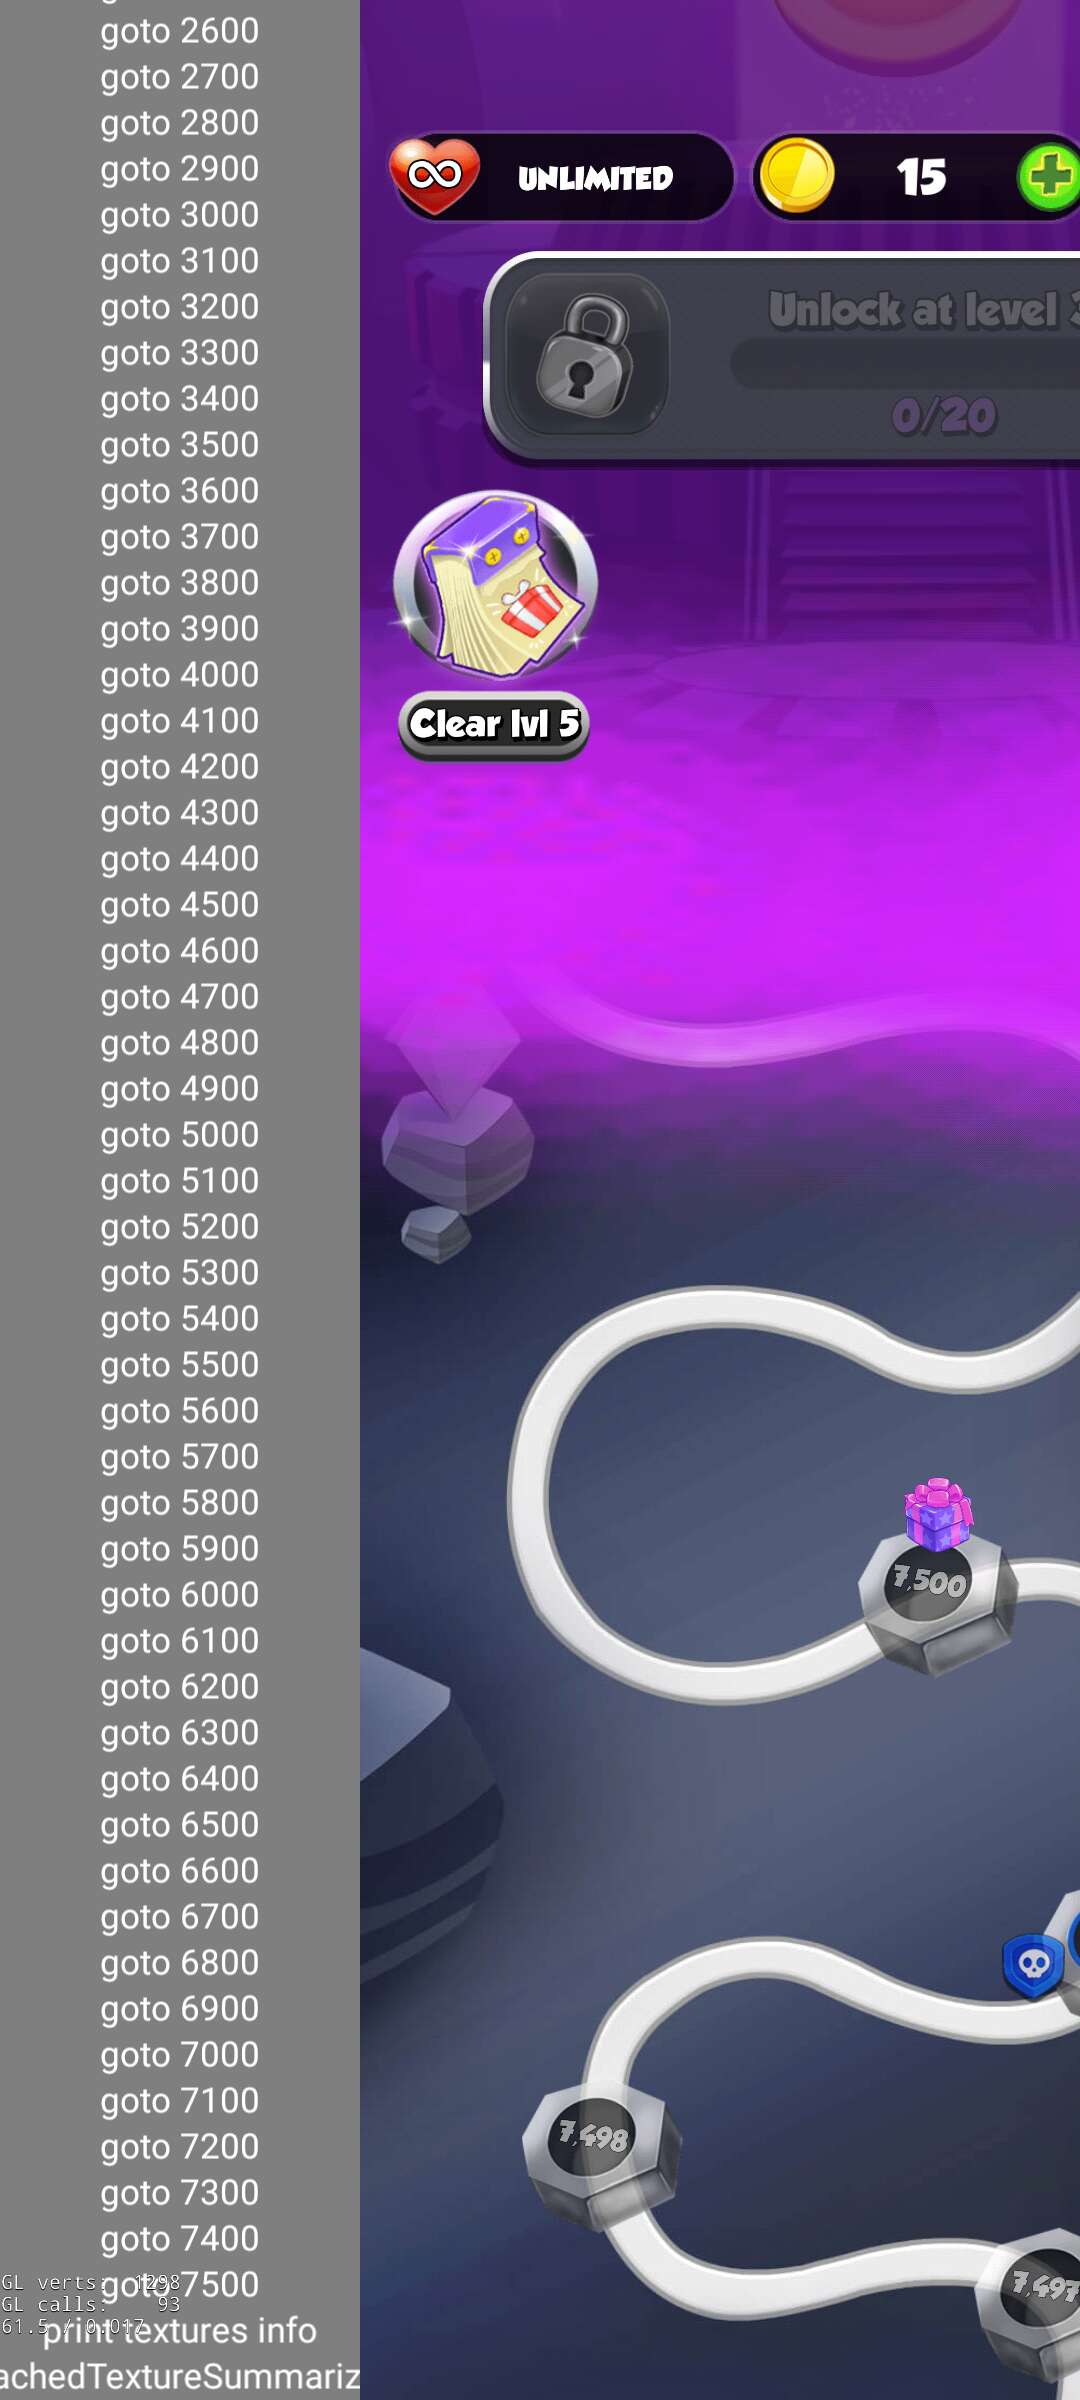 goto 2600
goto 2700
goto 2800
goto 2900
goto 3000
goto 3100
goto 3200
goto 3300
goto 3400
goto 3500
goto 3600
goto 3700
goto 3800
goto 3900
goto 4000
goto 4100
goto 4200
goto 4300
goto 4400
goto 4500
goto 4600
goto 4700
goto 4800
goto 4900
goto 5000
goto 5100
goto 5200
goto 5300
goto 5400
goto 5500
goto 5600
goto 5700
goto 5800
goto 5900
goto 6000
goto 6100
goto 6200
goto 6300
goto 6400
goto 6500
goto 6600
goto 6700
goto 6800
goto 6900
goto 7000
goto 7100
goto 7200
goto 7300
goto 7400
goto 7500
print textures info
achedTextureSummariz
GL verts: 1298
GL calls: 93
61.5 / 0.017
UNLIMITED
15
Unlock at level
0/20
Clear lvl 5
7,500
7,498
7,497